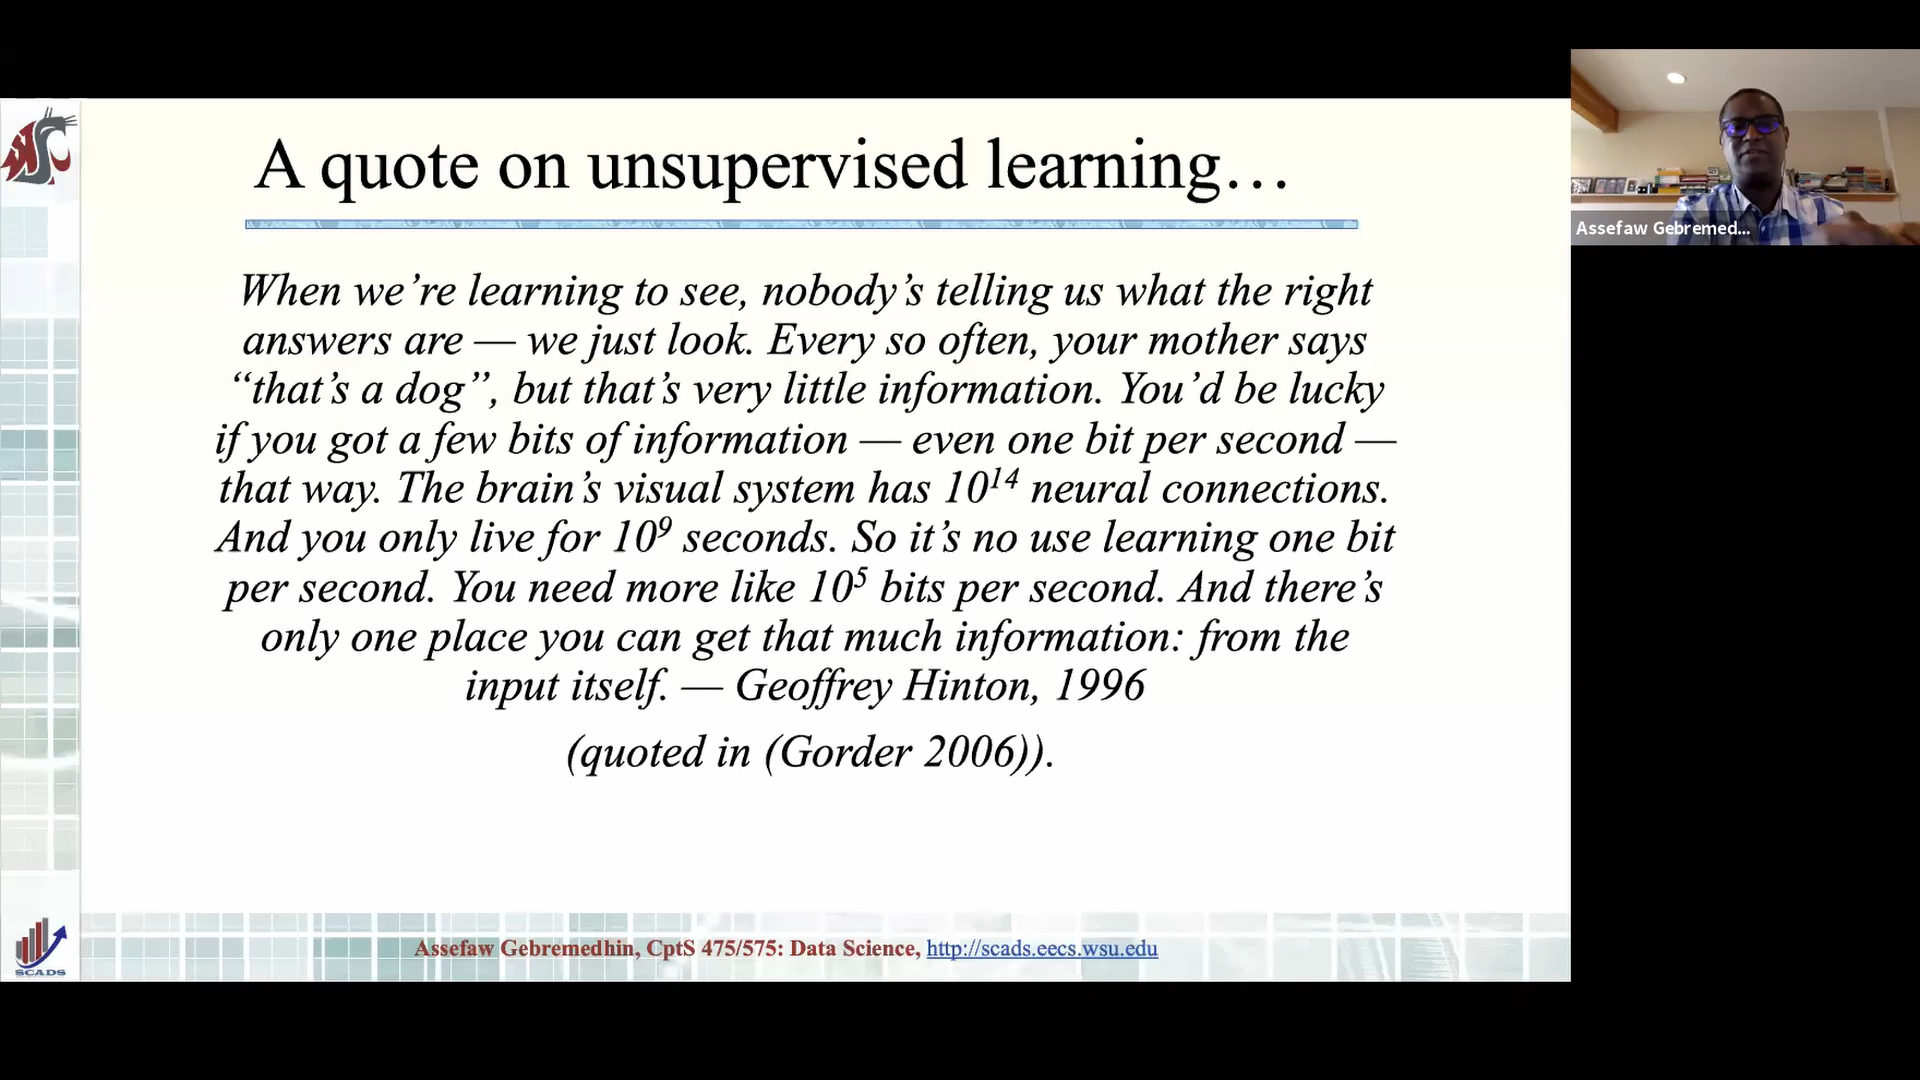 A quote on unsupervised learning…
When we’re learning to see, nobody’s telling us what the right
answers are — we just look. Every so often, your mother says
“that’s a dog”, but that’s very little information. You’d be lucky
if you got a few bits of information — even one bit per second —
that way. The brain’s visual system has 10¹⁴ neural connections.
And you only live for 10⁹ seconds. So it’s no use learning one bit
per second. You need more like 10⁵ bits per second. And there’s
only one place you can get that much information: from the
input itself. — Geoffrey Hinton, 1996
(quoted in (Gorder 2006)).
Assefaw Gebremedhin, CptS 475/575: Data Science, http://scads.eecs.wsu.edu
SCADS
Assefaw Gebremed...